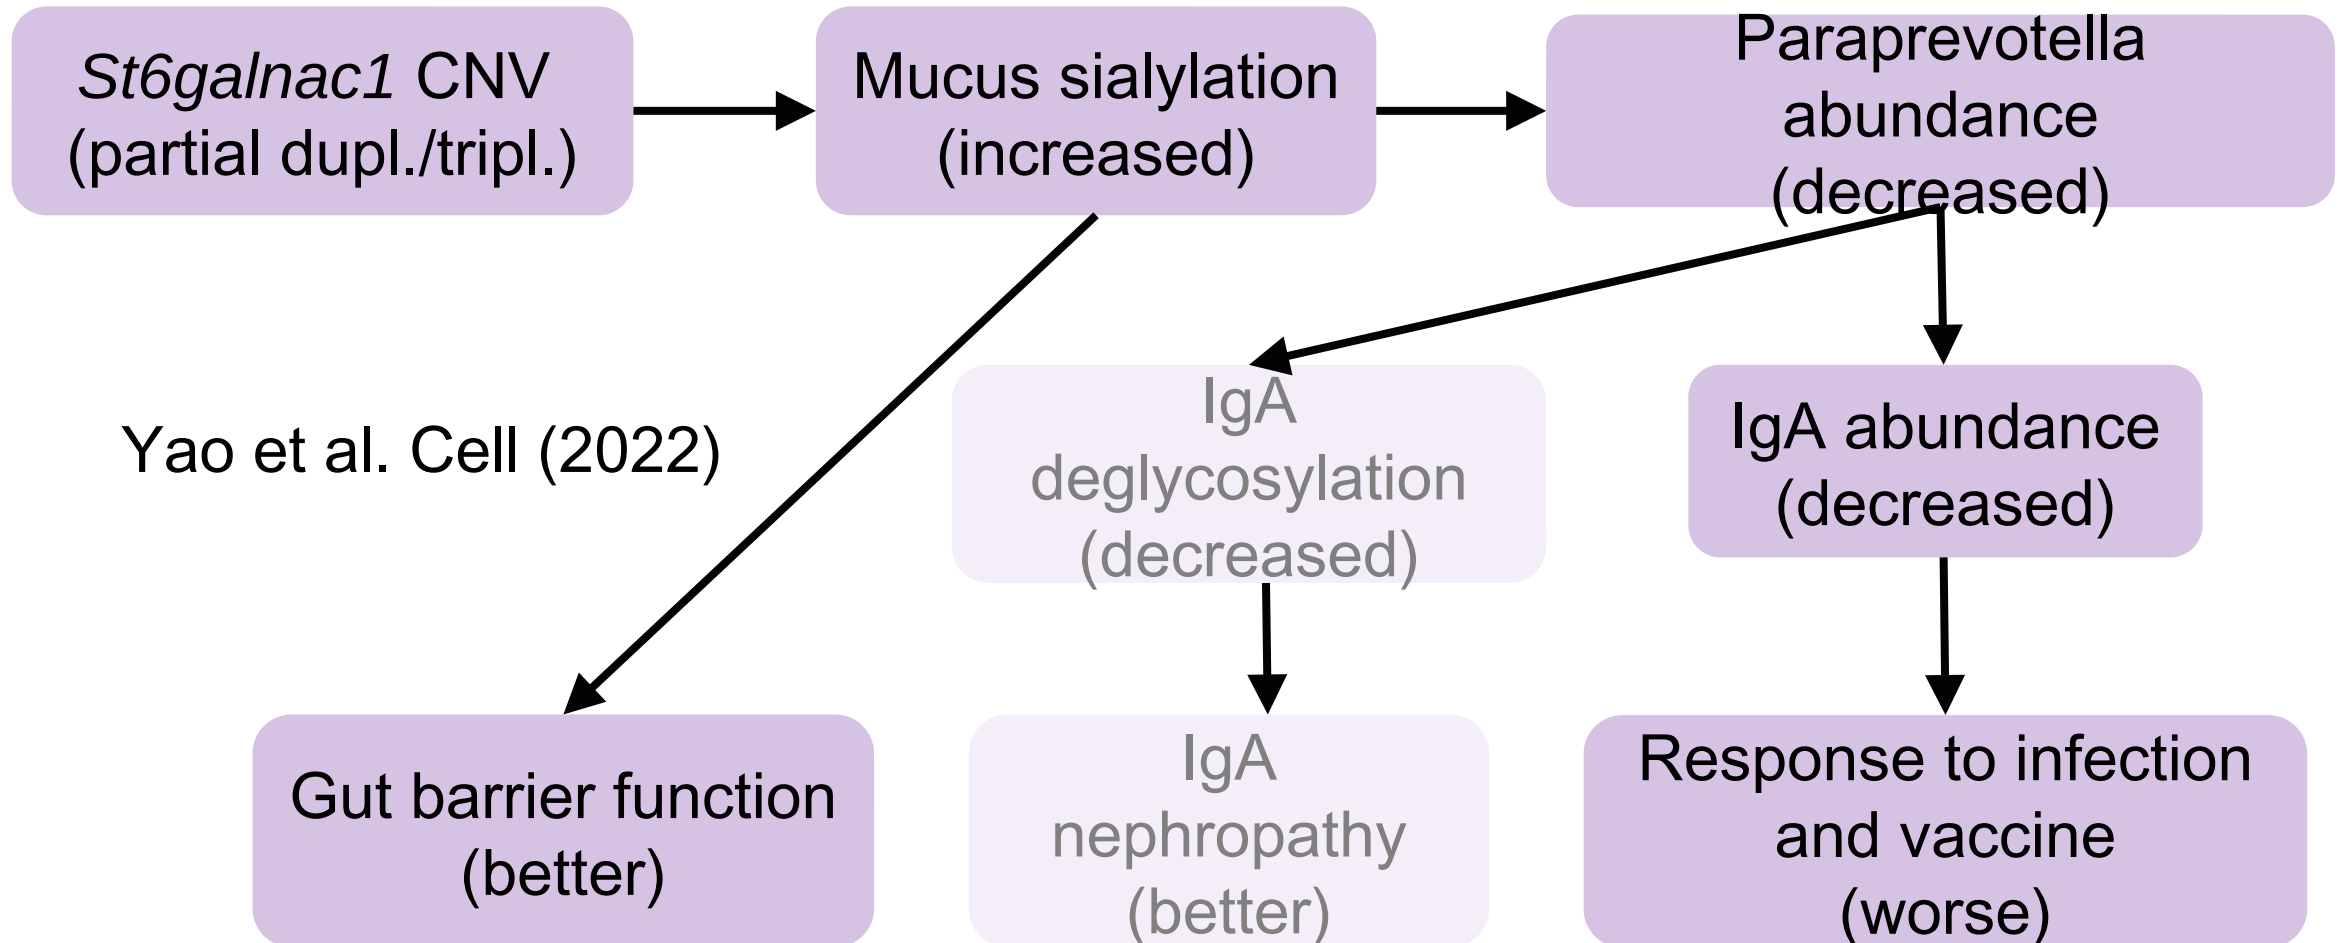 St6galnac1 CNV
(partial dupl./tripl.)
Mucus sialylation
(increased)
Paraprevotella
abundance
(decreased)
Yao et al. Cell (2022)
IgA
deglycosylation
(decreased)
IgA abundance
(decreased)
Gut barrier function
(better)
IgA
nephropathy
(better)
Response to infection
and vaccine
(worse)